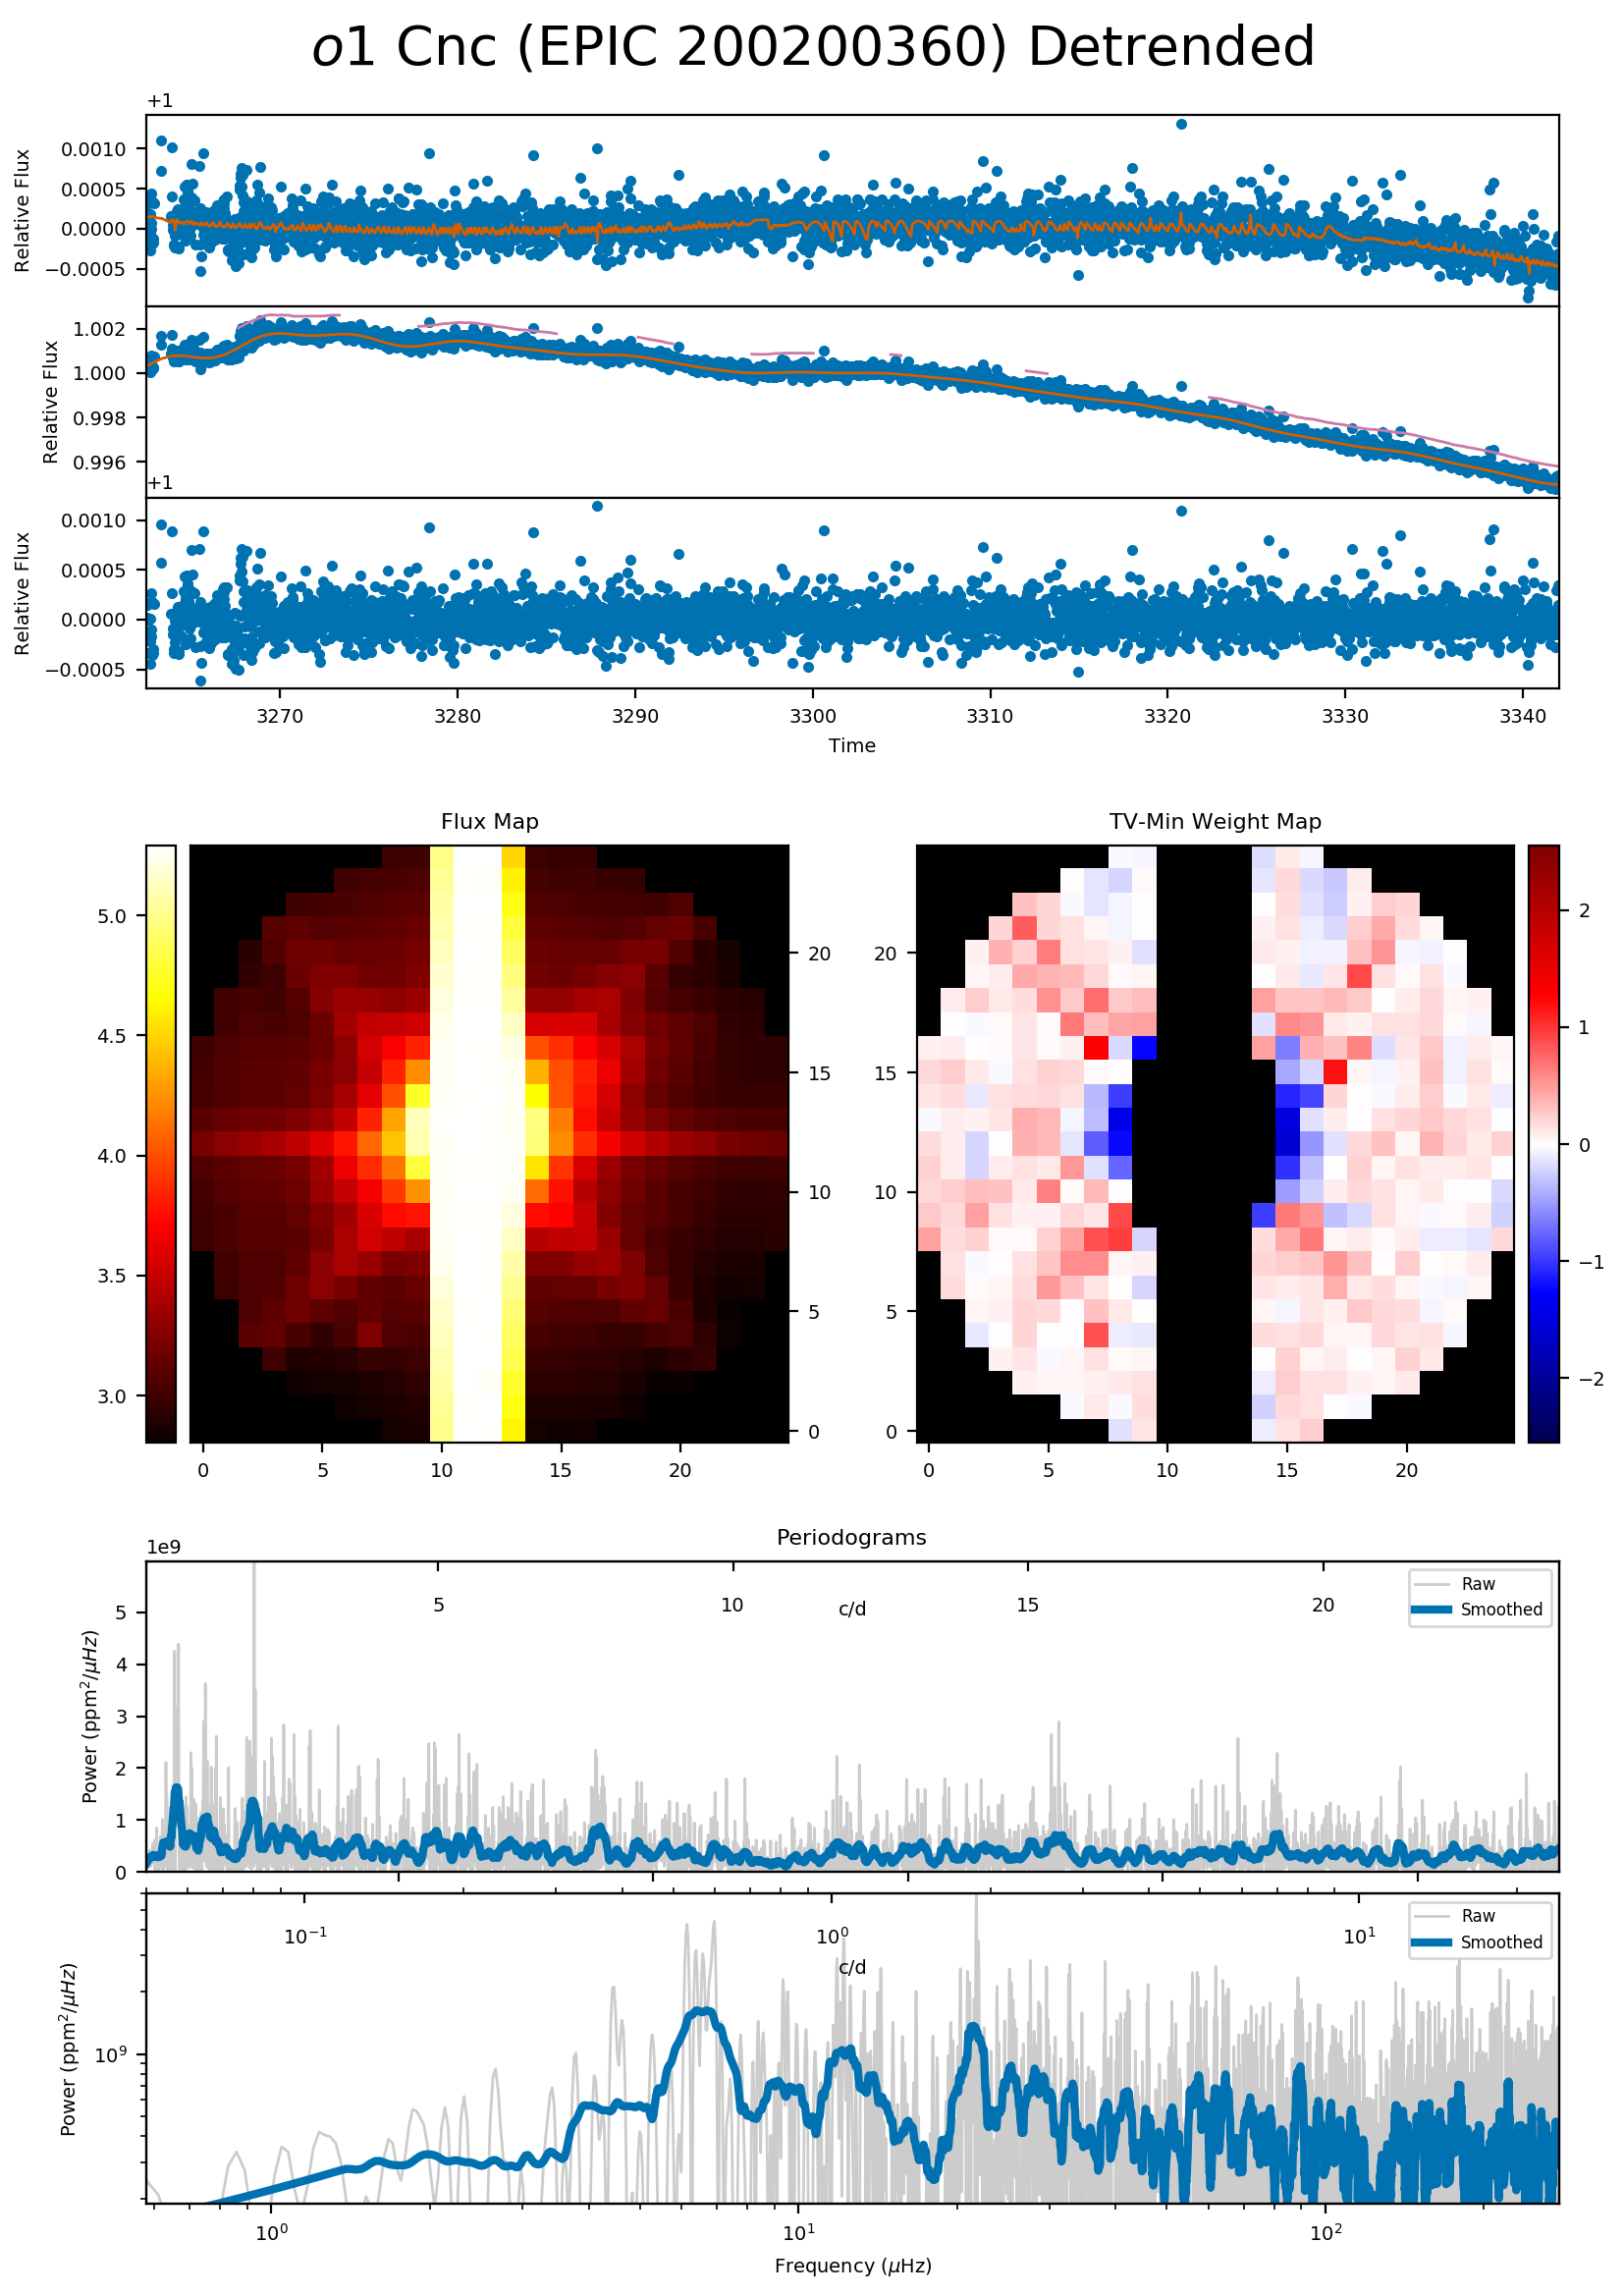 o1 Cnc (EPIC 200200360) Detrended
+1
Relative Flux
0.0010
0.0005
0.0000
−0.0005
Relative Flux
1.002
1.000
0.998
0.996
+1
Relative Flux
0.0010
0.0005
0.0000
−0.0005
3270 3280 3290 3300 3310 3320 3330 3340
Time
Flux Map
5.0
4.5
4.0
3.5
3.0
20
15
10
5
0
0 5 10 15 20
TV-Min Weight Map
20
15
10
5
0
0 5 10 15 20
2
1
0
−1
−2
Periodograms
1e9
Power (ppm²/μHz)
5
4
3
2
1
0
5 10 15 20
c/d
Raw
Smoothed
Power (ppm²/μHz)
10⁹
10⁻¹ 10⁰ 10¹
c/d
Raw
Smoothed
10⁰ 10¹ 10²
Frequency (μHz)